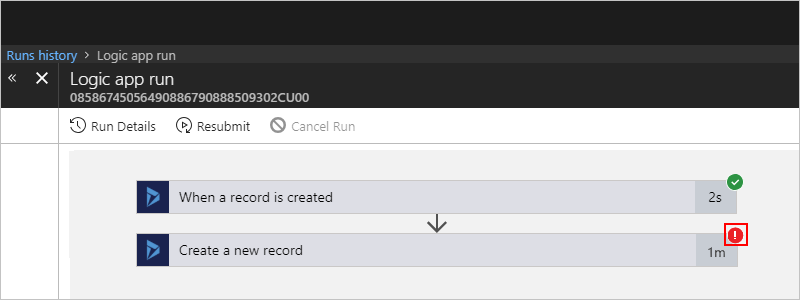 Runs history > Logic app run
« × Logic app run
08586745056490886790888509302CU00
Run Details Resubmit Cancel Run
When a record is created 2s
Create a new record 1m